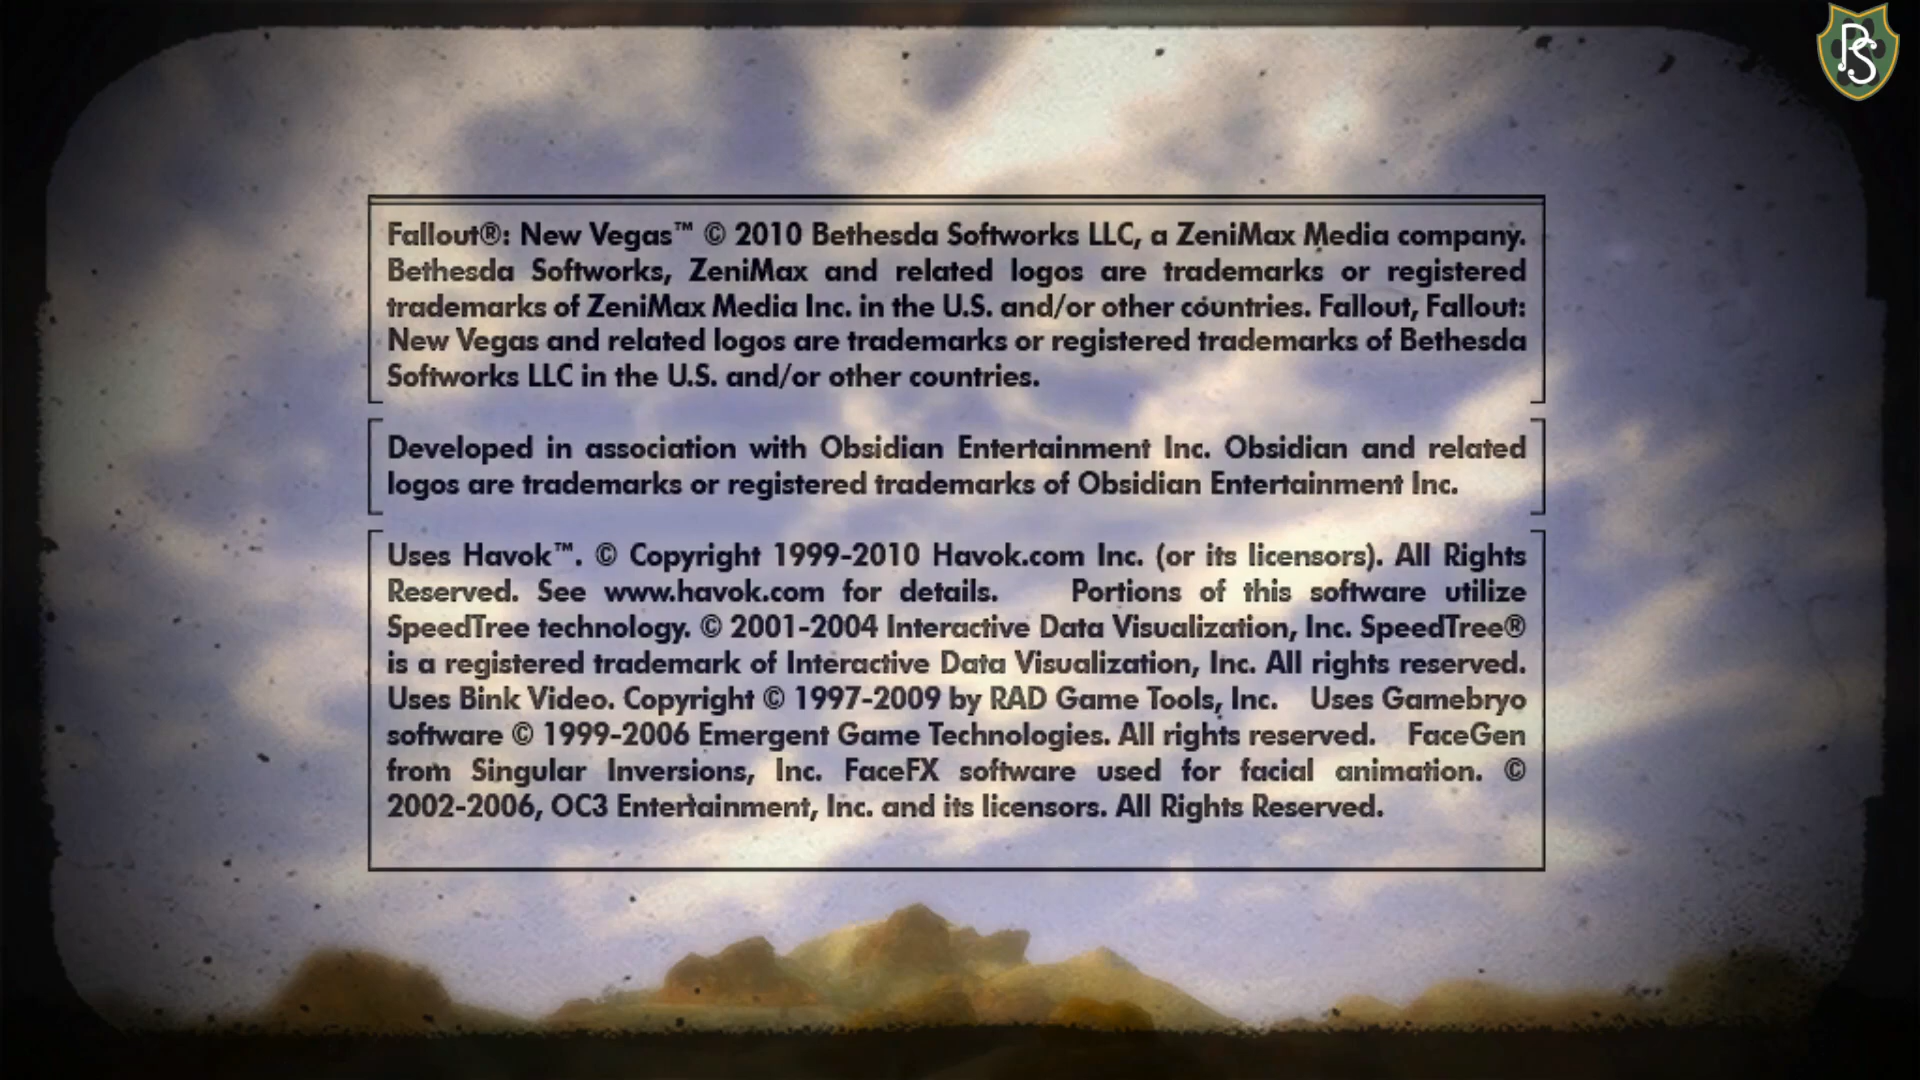 PS
Fallout®: New Vegas™ © 2010 Bethesda Softworks LLC, a ZeniMax Media company.
Bethesda Softworks, ZeniMax and related logos are trademarks or registered
trademarks of ZeniMax Media Inc. in the U.S. and/or other countries. Fallout, Fallout:
New Vegas and related logos are trademarks or registered trademarks of Bethesda
Softworks LLC in the U.S. and/or other countries.
Developed in association with Obsidian Entertainment Inc. Obsidian and related
logos are trademarks or registered trademarks of Obsidian Entertainment Inc.
Uses Havok™. © Copyright 1999-2010 Havok.com Inc. (or its licensors). All Rights
Reserved. See www.havok.com for details. Portions of this software utilize
SpeedTree technology. © 2001-2004 Interactive Data Visualization, Inc. SpeedTree®
is a registered trademark of Interactive Data Visualization, Inc. All rights reserved.
Uses Bink Video. Copyright © 1997-2009 by RAD Game Tools, Inc. Uses Gamebryo
software © 1999-2006 Emergent Game Technologies. All rights reserved. FaceGen
from Singular Inversions, Inc. FaceFX software used for facial animation. ©
2002-2006, OC3 Entertainment, Inc. and its licensors. All Rights Reserved.